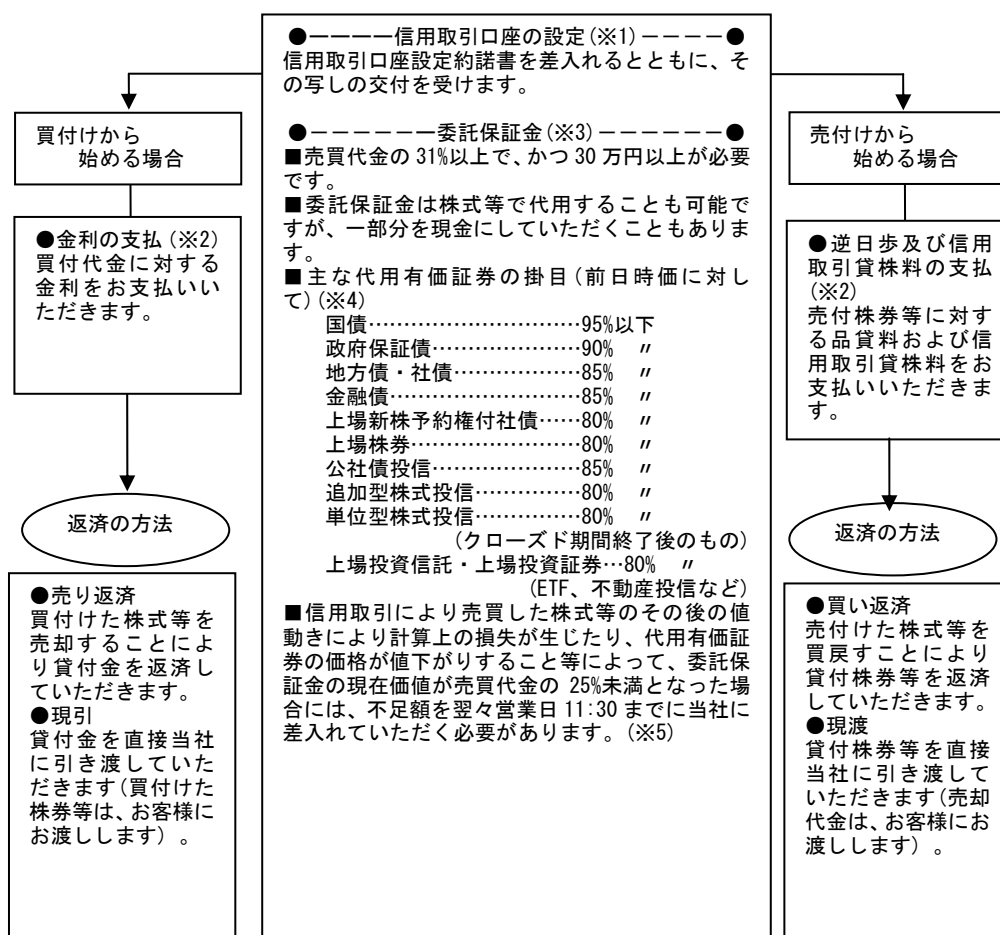 ●－－－－信用取引口座の設定(※1)－－－－●
信用取引口座設定約諾書を差入れるとともに、そ
の写しの交付を受けます。
●－－－－－－委託保証金(※3)－－－－－－●
■売買代金の 31%以上で、かつ 30 万円以上が必要
です。
■委託保証金は株式等で代用することも可能で
すが、一部分を現金にしていただくこともありま
す。
■主な代用有価証券の掛目(前日時価に対し
て)(※4)
国債…………………………95%以下
政府保証債…………………90% 〃
地方債・社債………………85% 〃
金融債………………………85% 〃
上場新株予約権付社債……80% 〃
上場株券……………………80% 〃
公社債投信…………………85% 〃
追加型株式投信……………80% 〃
単位型株式投信……………80% 〃
(クローズド期間終了後のもの)
上場投資信託・上場投資証券…80% 〃
(ETF、不動産投信など)
■信用取引により売買した株式等のその後の値
動きにより計算上の損失が生じたり、代用有価証
券の価格が値下がりすること等によって、委託保
証金の現在価値が売買代金の 25%未満となった場
合には、不足額を翌々営業日 11:30 までに当社に
差入れていただく必要があります。(※5)
買付けから
始める場合
●金利の支払(※2)
買付代金に対する
金利をお支払いい
ただきます。
返済の方法
●売り返済
買付けた株式等を
売却することによ
り貸付金を返済し
ていただきます。
●現引
貸付金を直接当社
に引き渡していた
だきます(買付けた
株券等は、お客様に
お渡しします）。
売付けから
始める場合
●逆日歩及び信用
取引貸株料の支払
(※2)
売付株券等に対す
る品貸料および信
用取引貸株料をお
支払いいただきま
す。
返済の方法
●買い返済
売付けた株式等を
買戻すことにより
貸付株券等を返済
していただきます。
●現渡
貸付株券等を直接
当社に引き渡して
いただきます(売却
代金は、お客様にお
渡しします）。